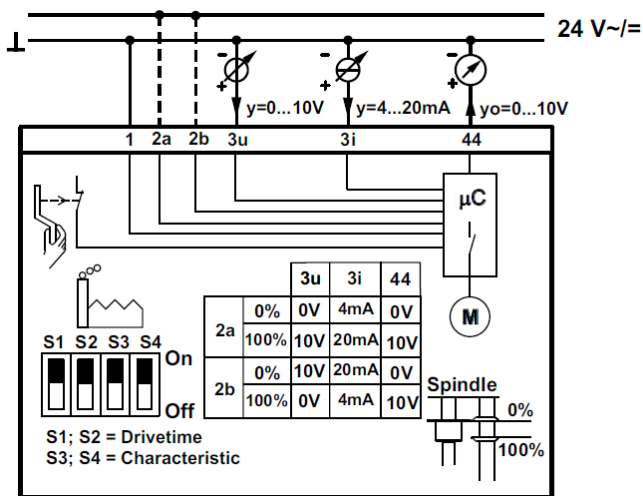 24 V~/=
⊥
- - -
+ + +
y=0...10V y=4...20mA yo=0...10V
1 2a 2b 3u 3i 44
µC
3u 3i 44
2a 0% 0V 4mA 0V
100% 10V 20mA 10V
2b 0% 10V 20mA 0V
100% 0V 4mA 10V
M
S1 S2 S3 S4
On
Off
Spindle
0%
100%
S1; S2 = Drivetime
S3; S4 = Characteristic